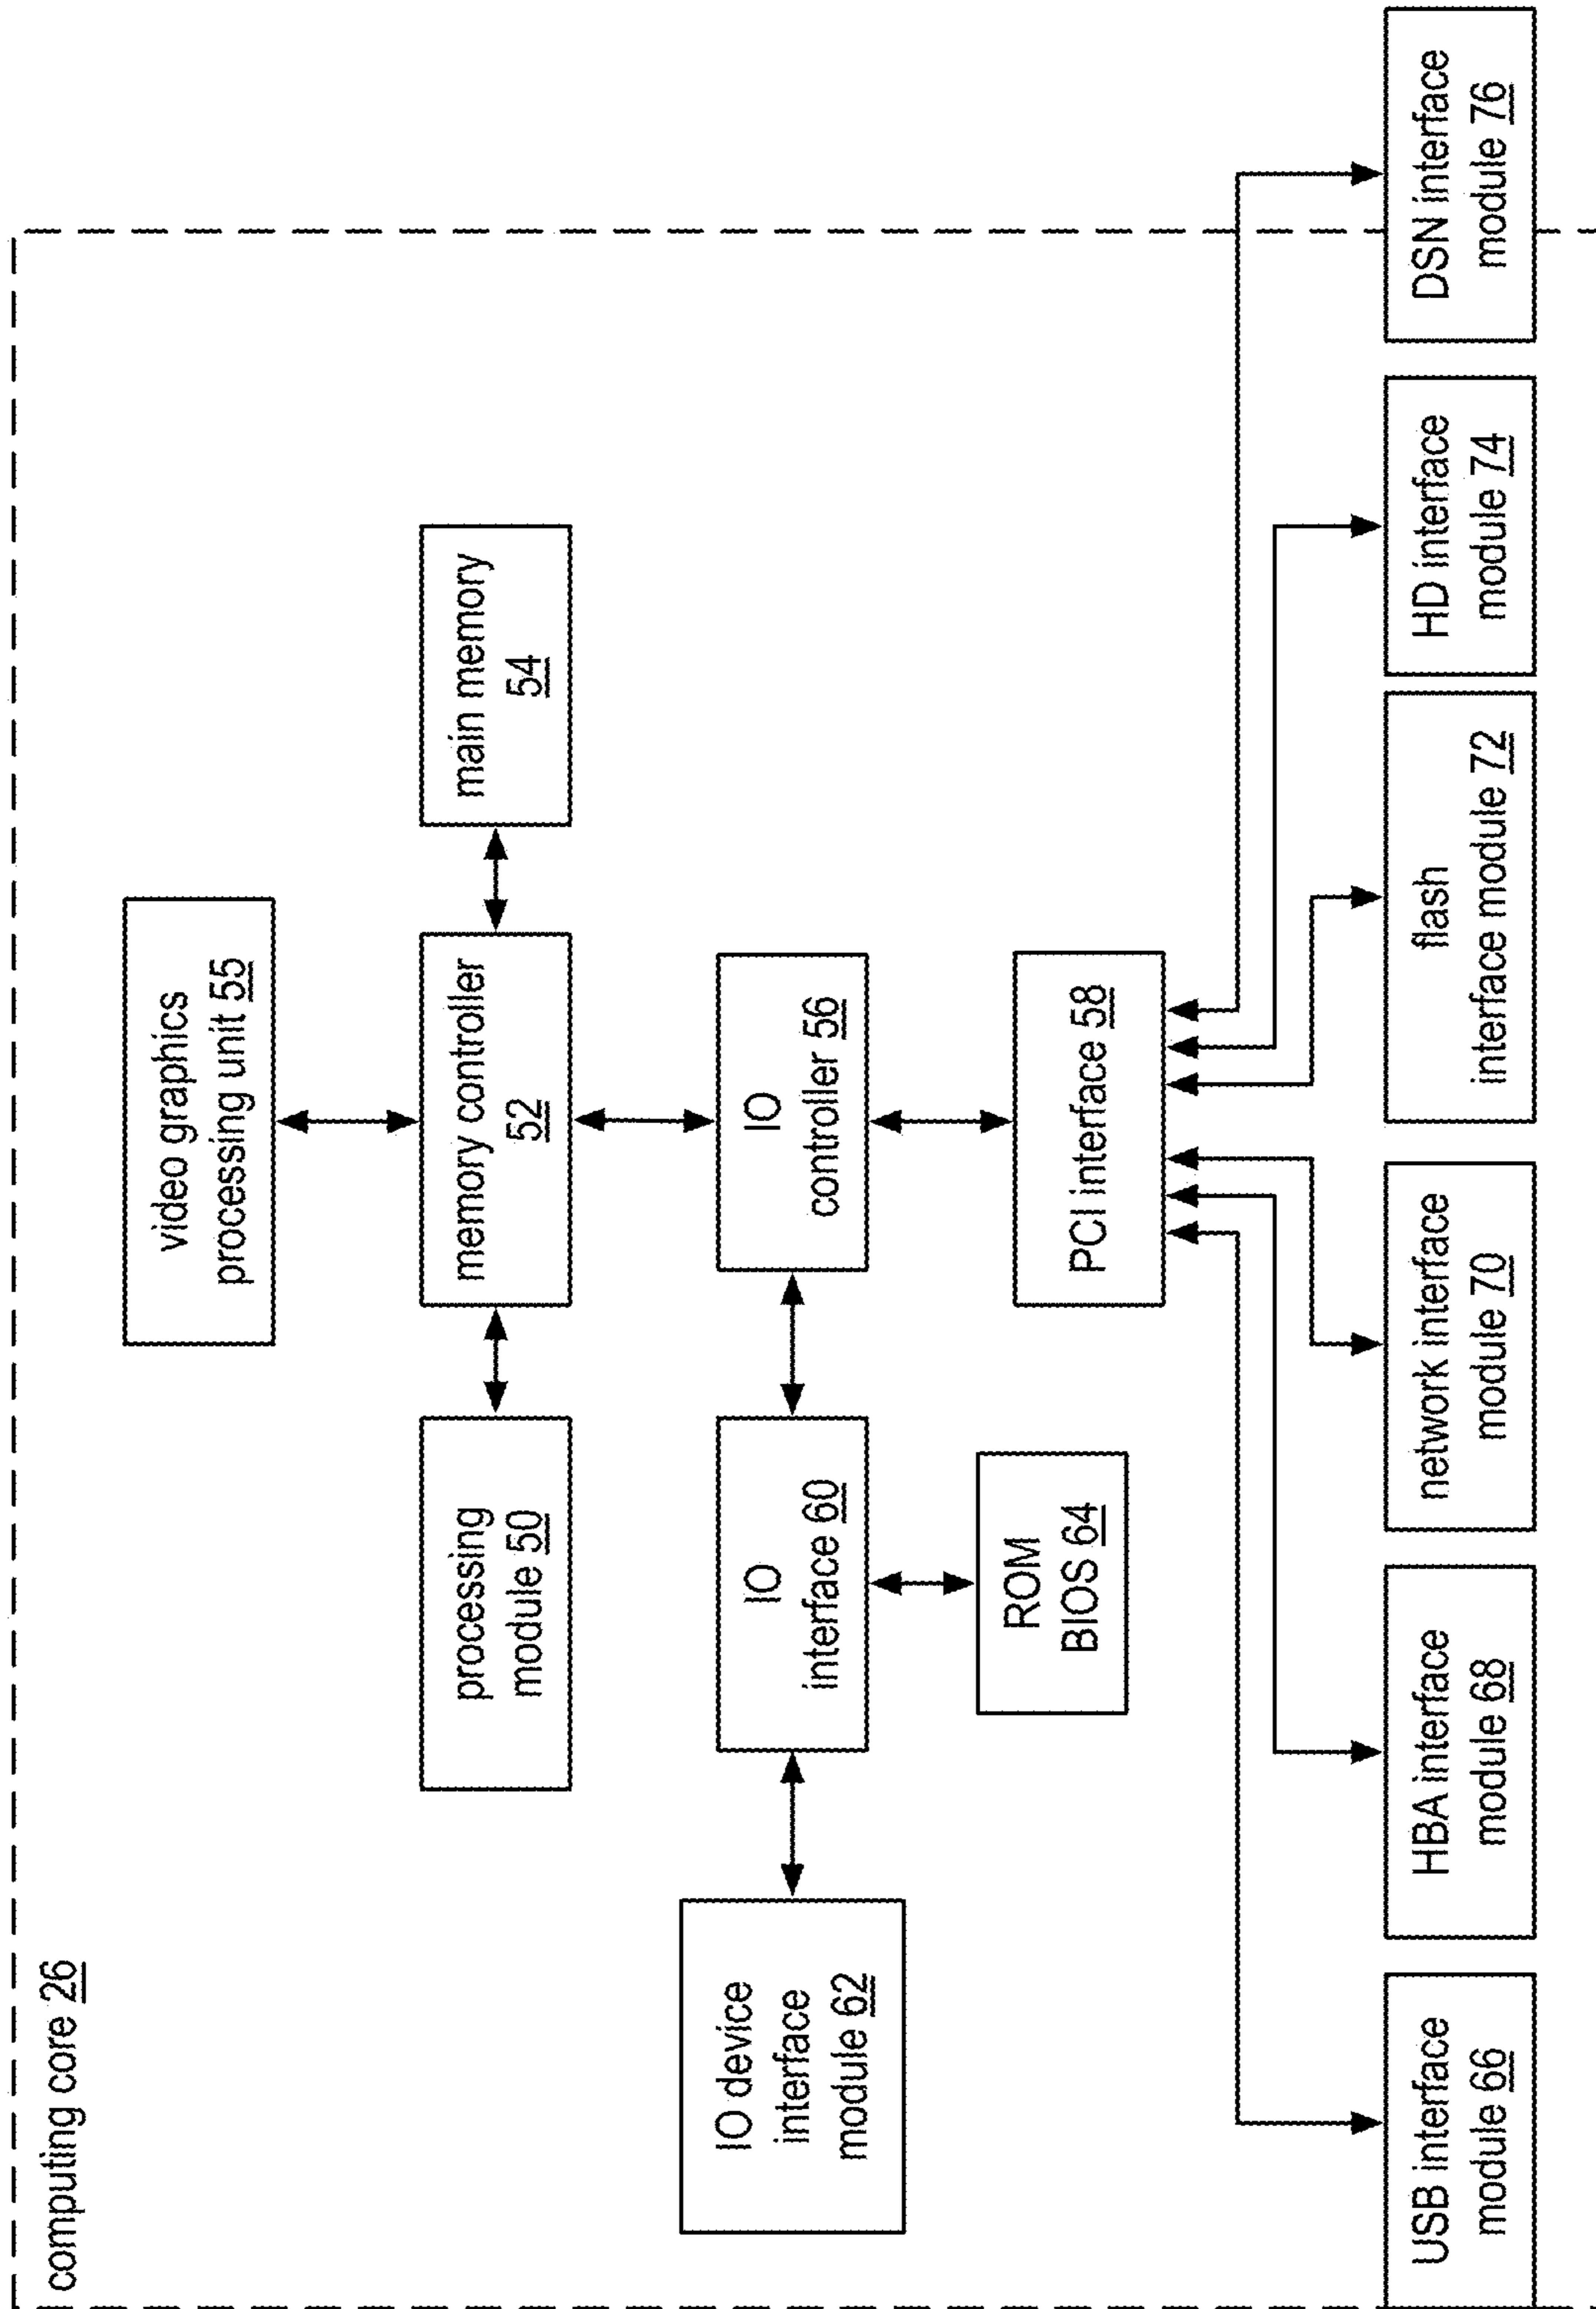 computing core 26
video graphics
processing unit 55
processing
module 50
memory controller
52
main memory
54
IO device
interface
module 62
IO
interface 60
IO
controller 56
ROM
BIOS 64
PCI interface 58
USB interface
module 66
HBA interface
module 68
network interface
module 70
flash
interface module 72
HD interface
module 74
DSN interface
module 76